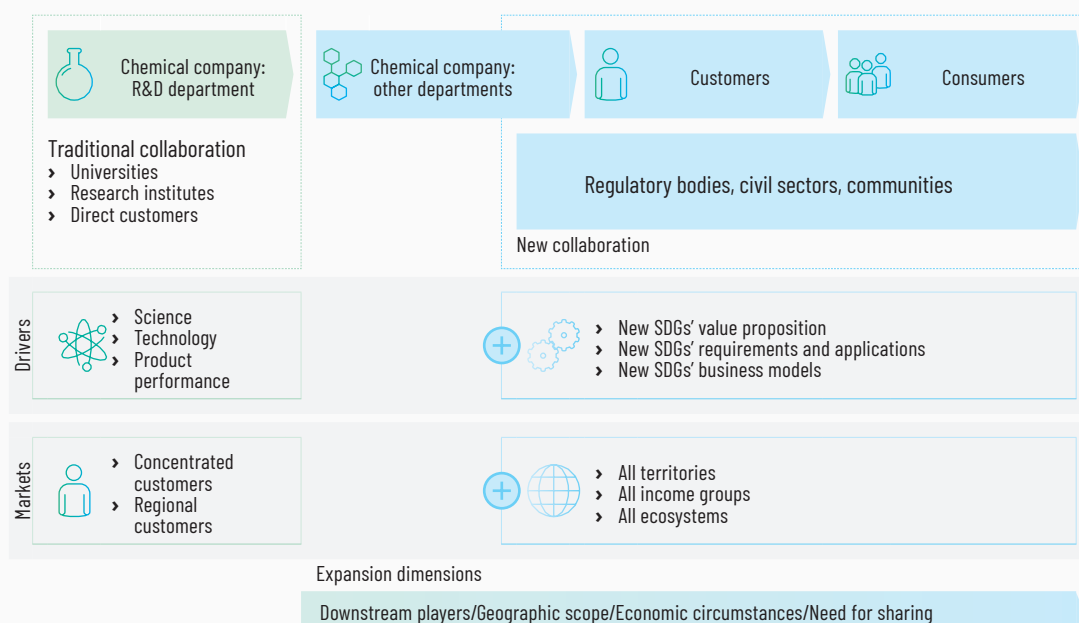 Chemical company:
R&D department
Chemical company:
other departments
Customers
Consumers
Traditional collaboration
› Universities
› Research institutes
› Direct customers
Regulatory bodies, civil sectors, communities
New collaboration
Drivers
› Science
› Technology
› Product
performance
+
› New SDGs’ value proposition
› New SDGs’ requirements and applications
› New SDGs’ business models
Markets
› Concentrated
customers
› Regional
customers
+
› All territories
› All income groups
› All ecosystems
Expansion dimensions
Downstream players/Geographic scope/Economic circumstances/Need for sharing